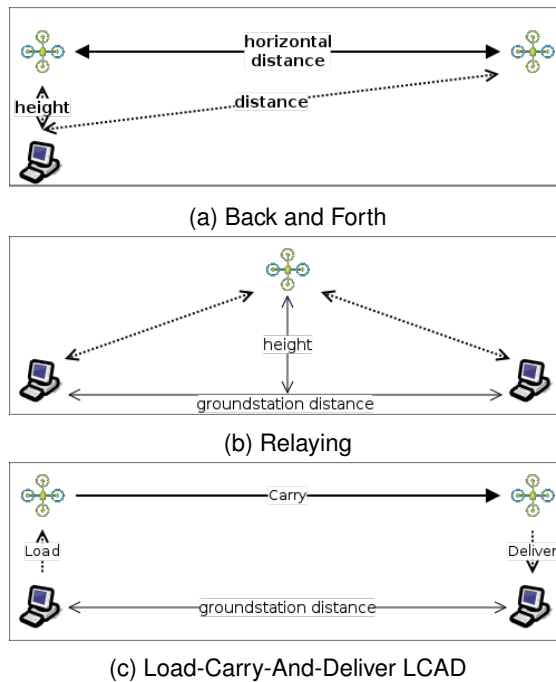 horizontal
distance
height
distance
(a) Back and Forth
height
groundstation distance
(b) Relaying
Carry
Load
Deliver
groundstation distance
(c) Load-Carry-And-Deliver LCAD